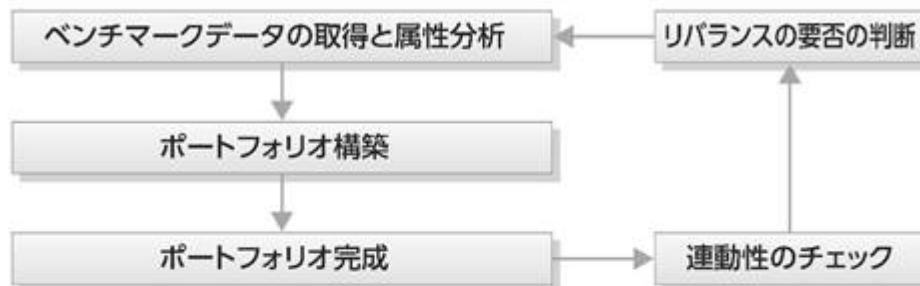 ベンチマークデータの取得と属性分析
リバランスの要否の判断
ポートフォリオ構築
ポートフォリオ完成
連動性のチェック